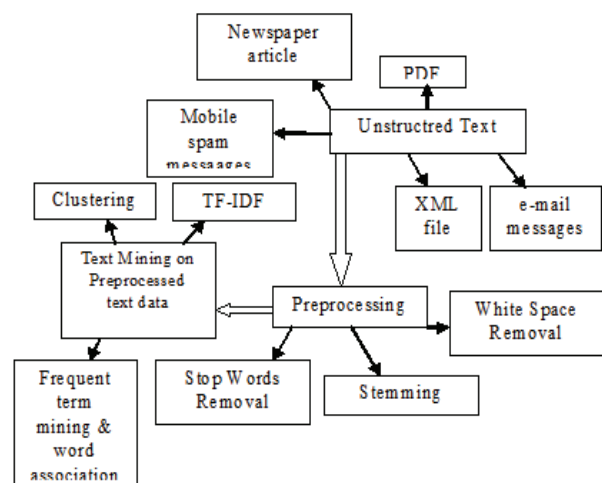 Newspaper
article
PDF
Unstructred Text
Mobile
spam
messaages
XML
file
e-mail
messages
Clustering
TF-IDF
Text Mining on
Preprocessed
text data
Preprocessing
White Space
Removal
Stop Words
Removal
Stemming
Frequent
term
mining &
word
association